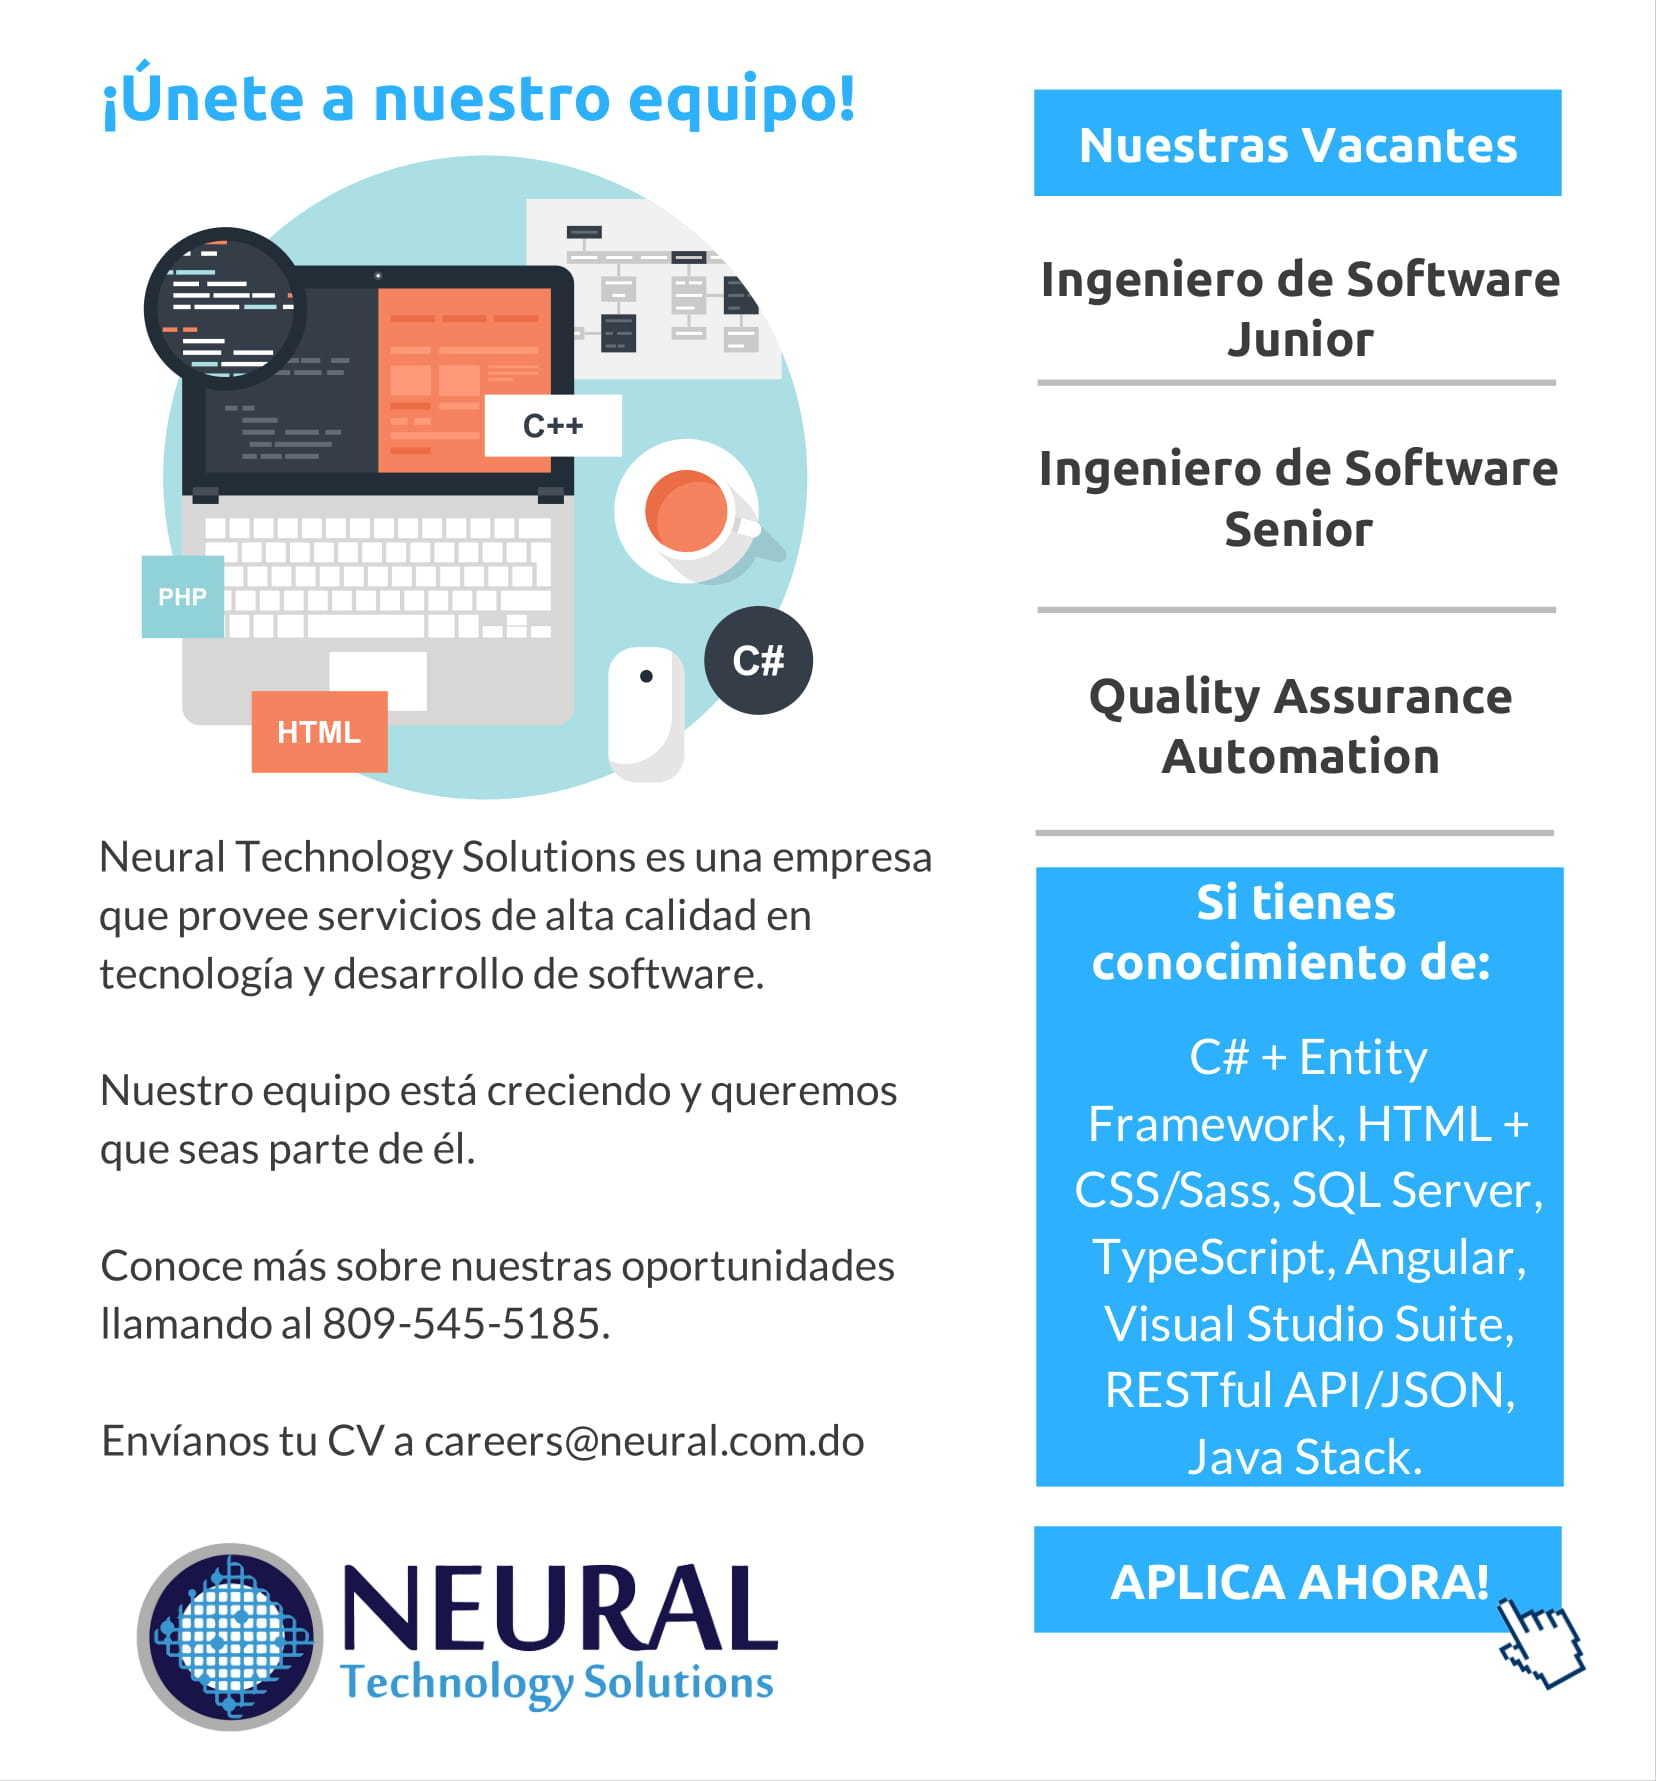 ¡Únete a nuestro equipo!
C++
PHP
C#
HTML
Neural Technology Solutions es una empresa
que provee servicios de alta calidad en
tecnología y desarrollo de software.
Nuestro equipo está creciendo y queremos
que seas parte de él.
Conoce más sobre nuestras oportunidades
llamando al 809-545-5185.
Envíanos tu CV a careers@neural.com.do
NEURAL
Technology Solutions
Nuestras Vacantes
Ingeniero de Software
Junior
Ingeniero de Software
Senior
Quality Assurance
Automation
Si tienes
conocimiento de:
C# + Entity
Framework, HTML +
CSS/Sass, SQL Server,
TypeScript, Angular,
Visual Studio Suite,
RESTful API/JSON,
Java Stack.
APLICA AHORA!